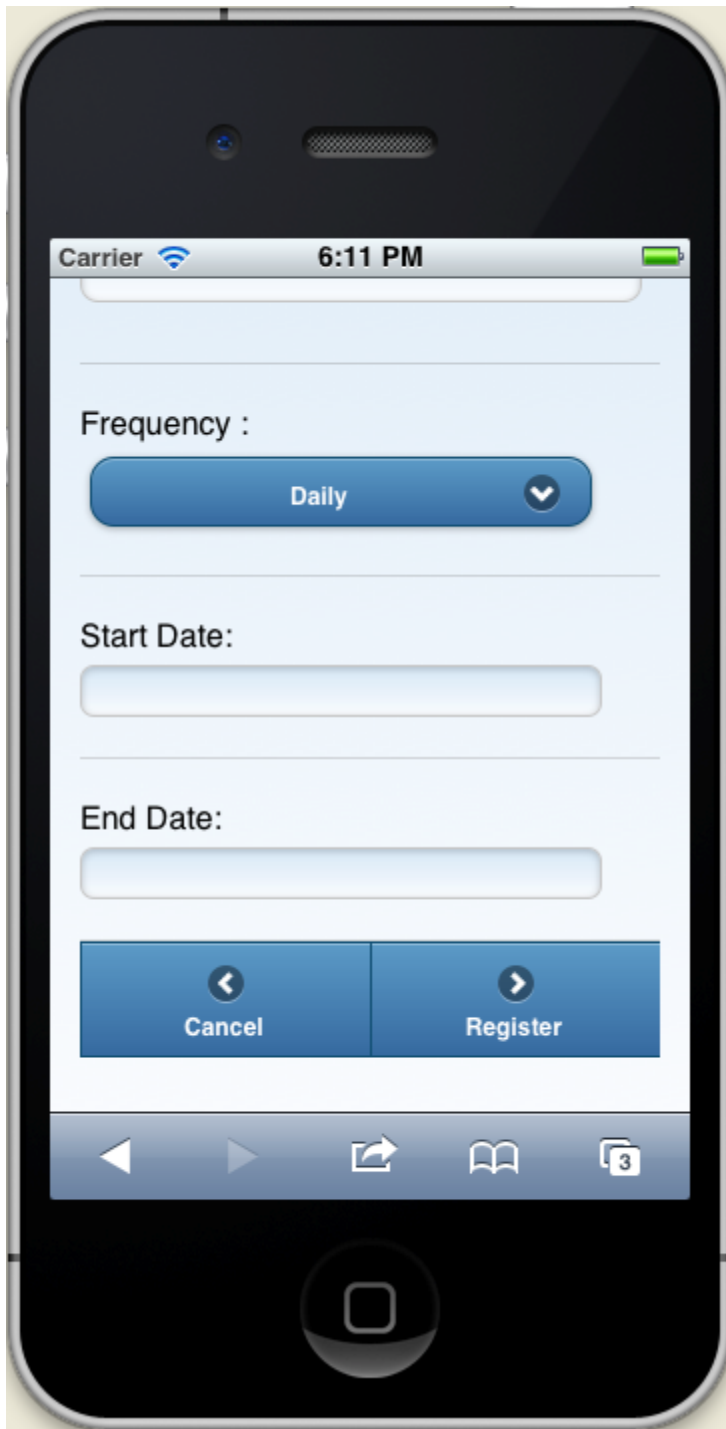 Carrier 6:11 PM
Frequency :
Daily
Start Date:
End Date:
Cancel Register
3